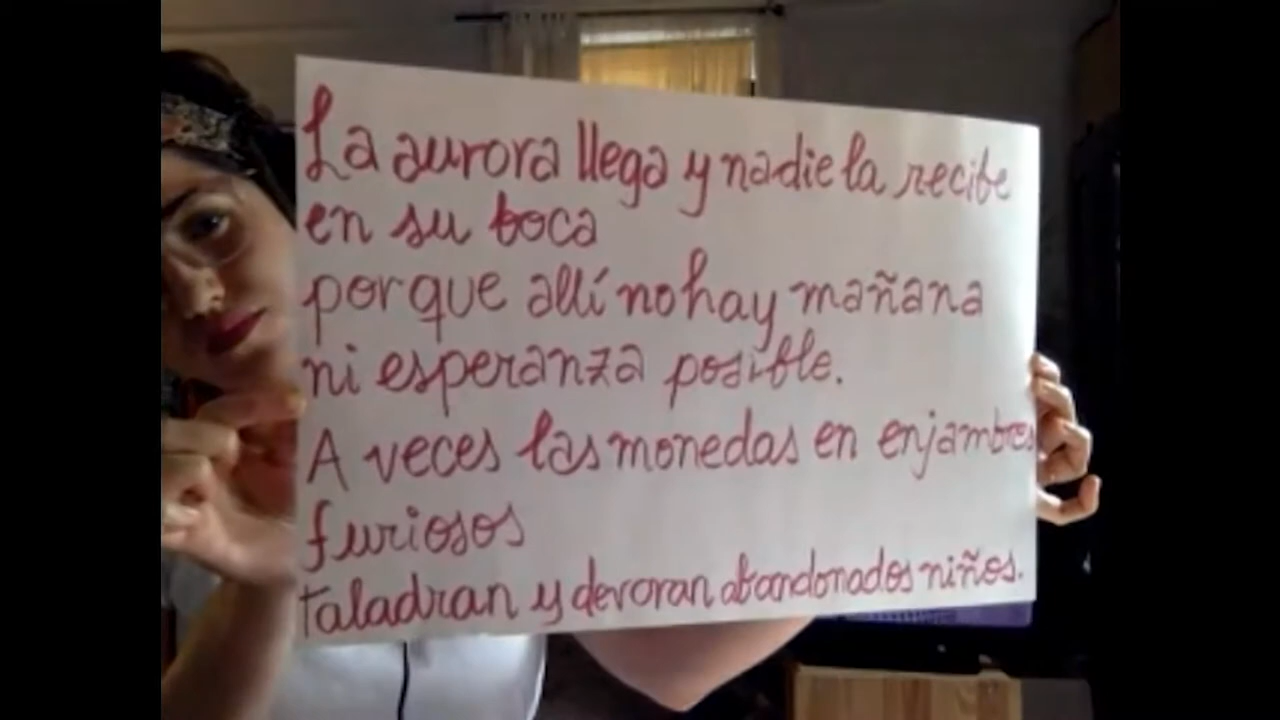 La aurora llega y nadie la recibe
en su boca
porque allí no hay mañana
ni esperanza posible.
A veces las monedas en enjambres
furiosos
taladran y devoran abandonados niños.